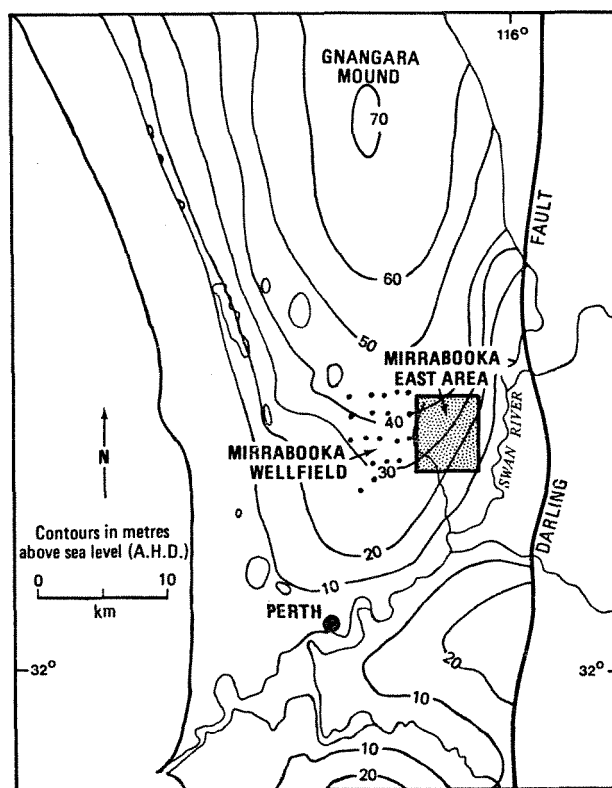 116°
GNANGARA
MOUND
70
FAULT
60
50
MIRRABOOKA
EAST AREA
40
MIRRABOOKA
WELLFIELD
30
SWAN RIVER
N
Contours in metres
above sea level (A.H.D.)
0 10
km
20
10
DARLING
PERTH
32°
20
32°
10
10
20